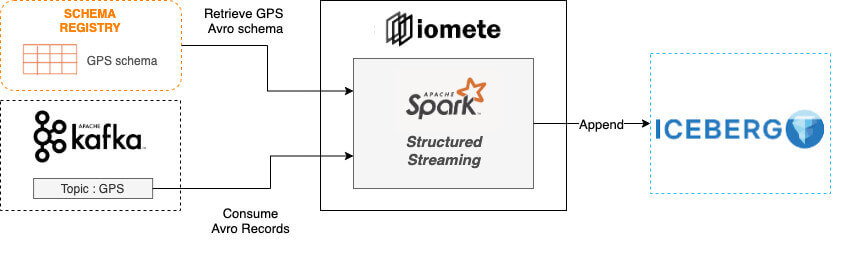 SCHEMA
REGISTRY
GPS schema
Retrieve GPS
Avro schema
iomete
APACHE
kafka
Topic : GPS
Consume
Avro Records
APACHE
Spark
Structured
Streaming
Append
ICEBERG